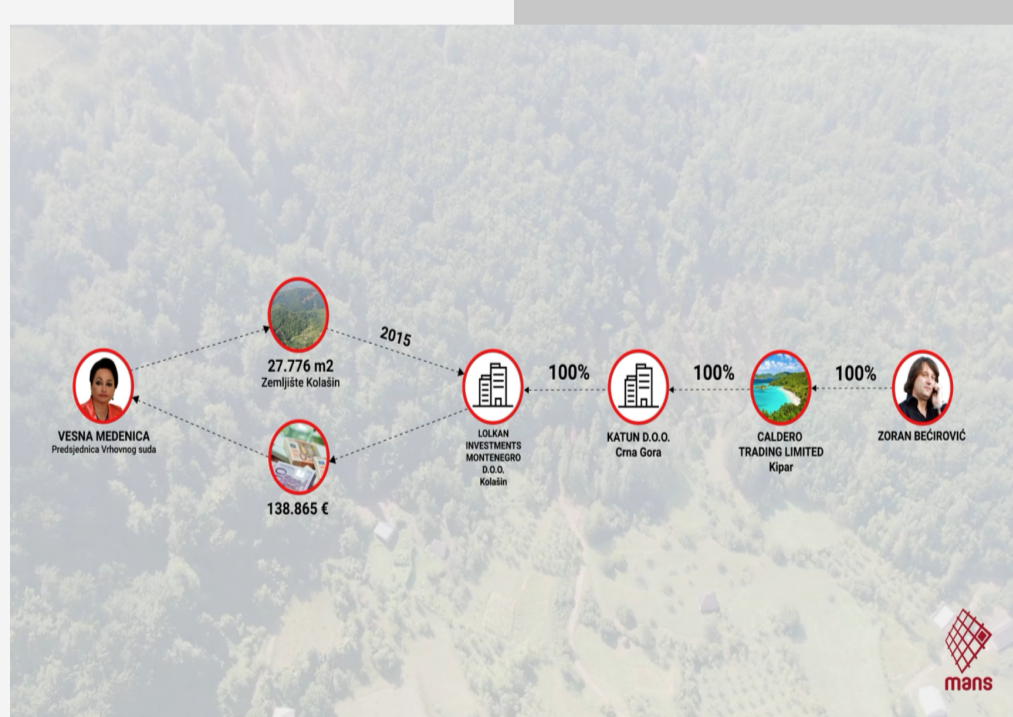 VESNA MEDENICA
Predsjednica Vrhovnog suda
27.776 m2
Zemljište Kolašin
138.865 €
2015
LOLKAN
INVESTMENTS
MONTENEGRO
D.O.O.
Kolašin
100%
KATUN D.O.O.
Crna Gora
100%
CALDERO
TRADING LIMITED
Kipar
100%
ZORAN BEĆIROVIĆ
mans